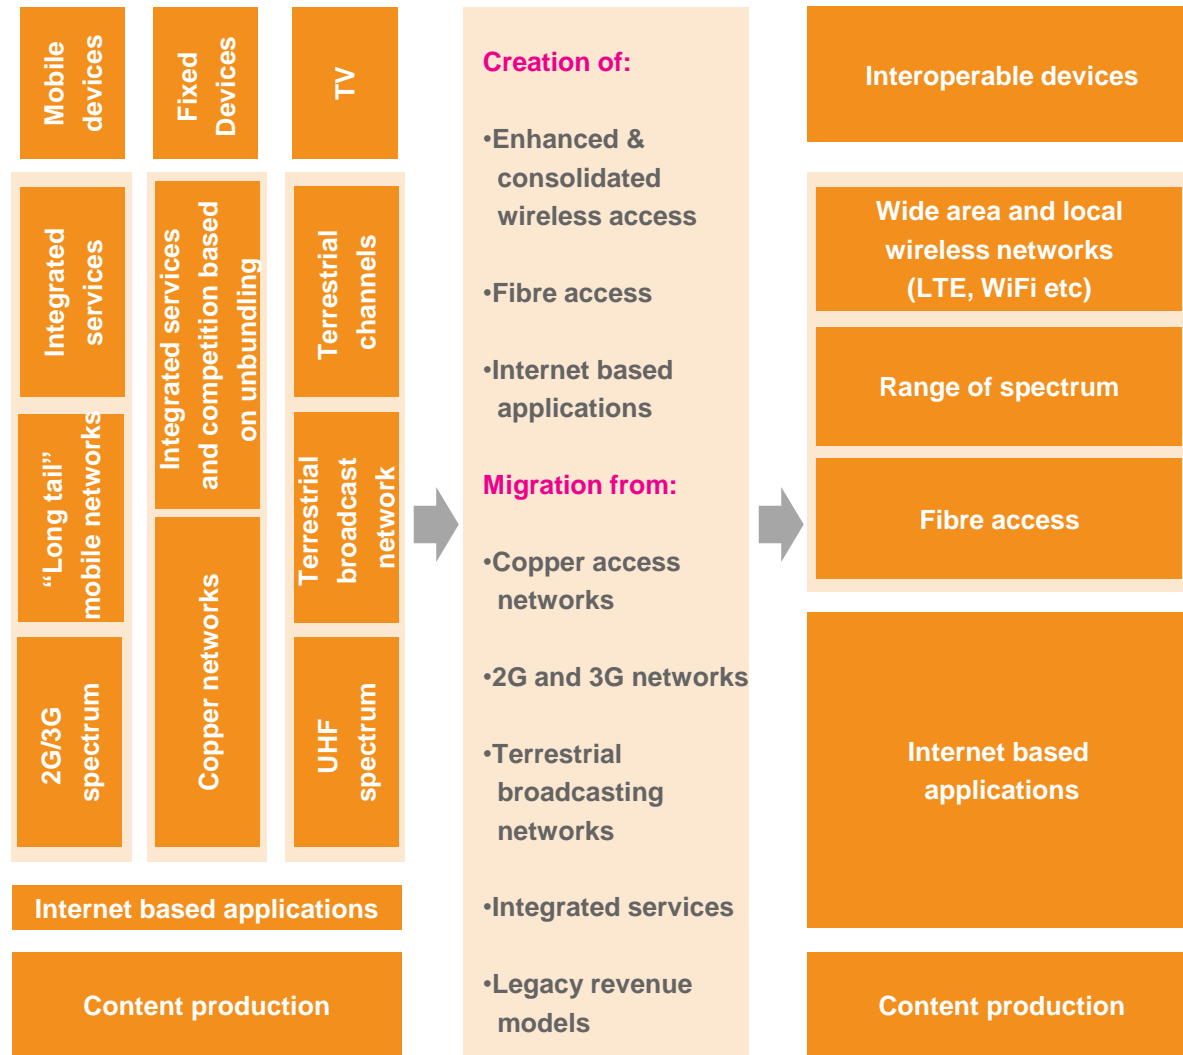 Mobile
devices
Fixed
Devices
TV
Integrated
services
“Long tail”
mobile networks
2G/3G
spectrum
Integrated services
and competition based
on unbundling
Copper networks
Terrestrial
channels
Terrestrial
broadcast
network
UHF
spectrum
Internet based applications
Content production
Creation of:
•Enhanced &
consolidated
wireless access
•Fibre access
•Internet based
applications
Migration from:
•Copper access
networks
•2G and 3G networks
•Terrestrial
broadcasting
networks
•Integrated services
•Legacy revenue
models
Interoperable devices
Wide area and local
wireless networks
(LTE, WiFi etc)
Range of spectrum
Fibre access
Internet based
applications
Content production